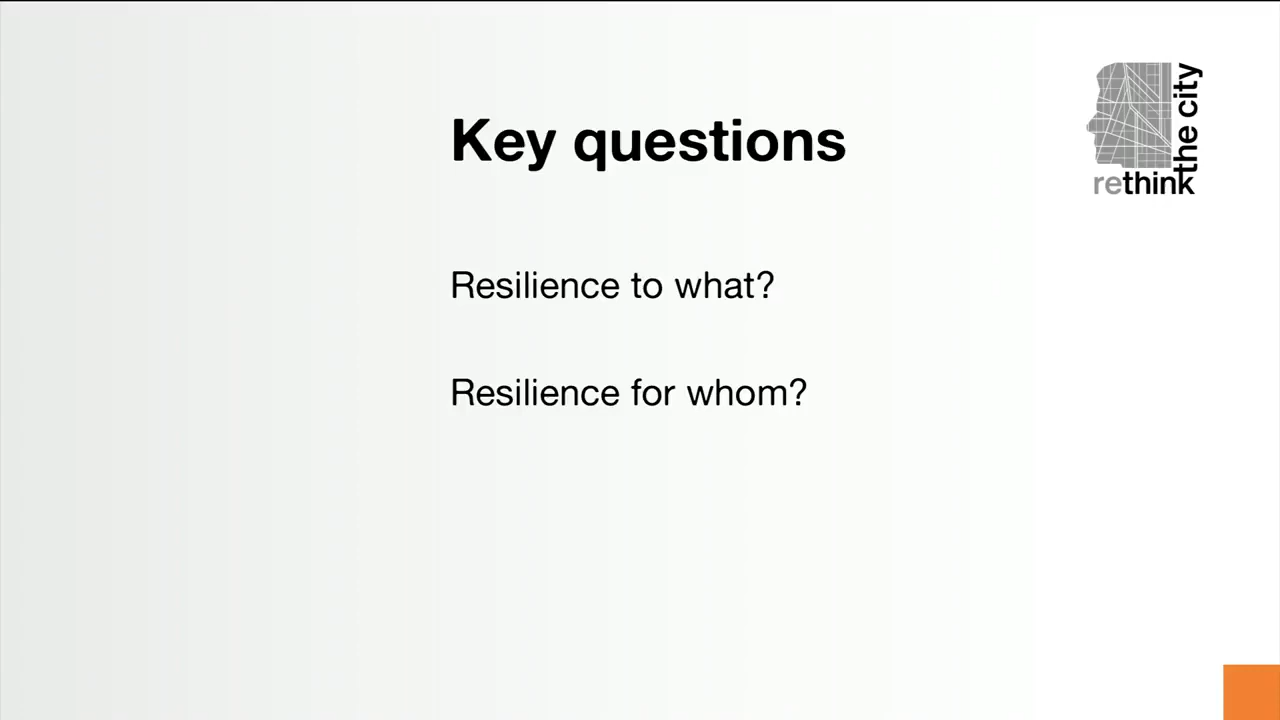 Key questions
rethink
the city
Resilience to what?
Resilience for whom?